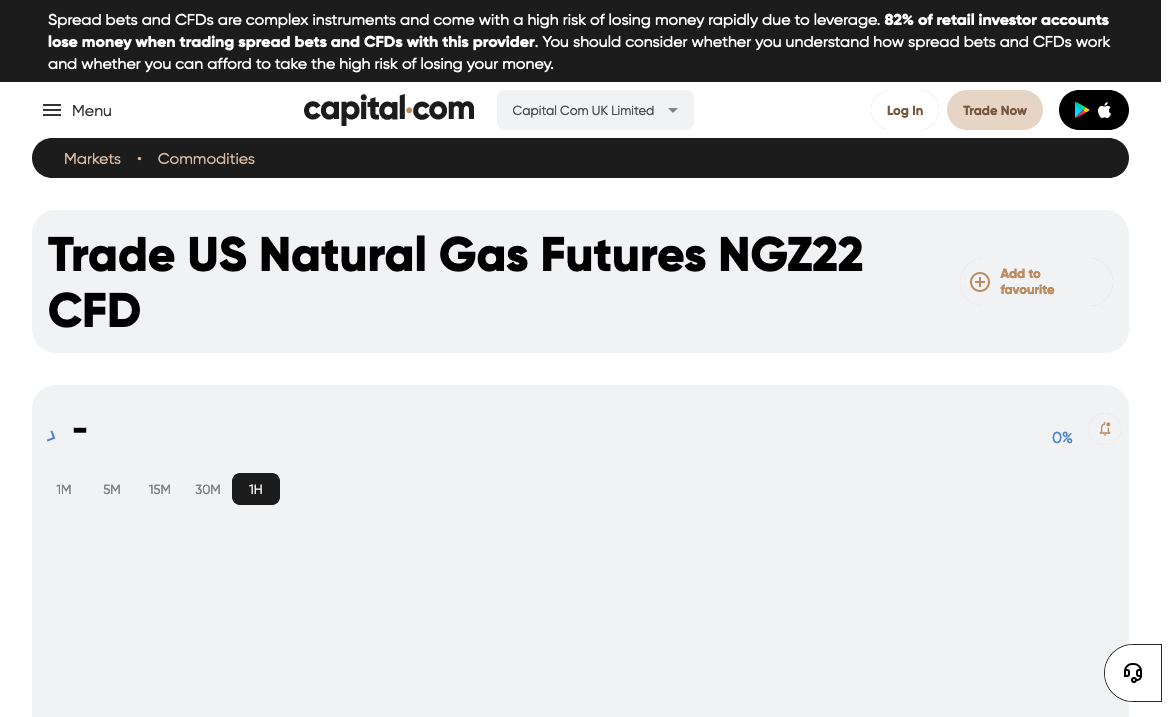 Spread bets and CFDs are complex instruments and come with a high risk of losing money rapidly due to leverage. 82% of retail investor accounts
lose money when trading spread bets and CFDs with this provider. You should consider whether you understand how spread bets and CFDs work
and whether you can afford to take the high risk of losing your money.
Menu
capital.com
Capital Com UK Limited
Log In
Trade Now
Markets • Commodities
Trade US Natural Gas Futures NGZ22
CFD
Add to
favourite
-
0%
1M 5M 15M 30M 1H